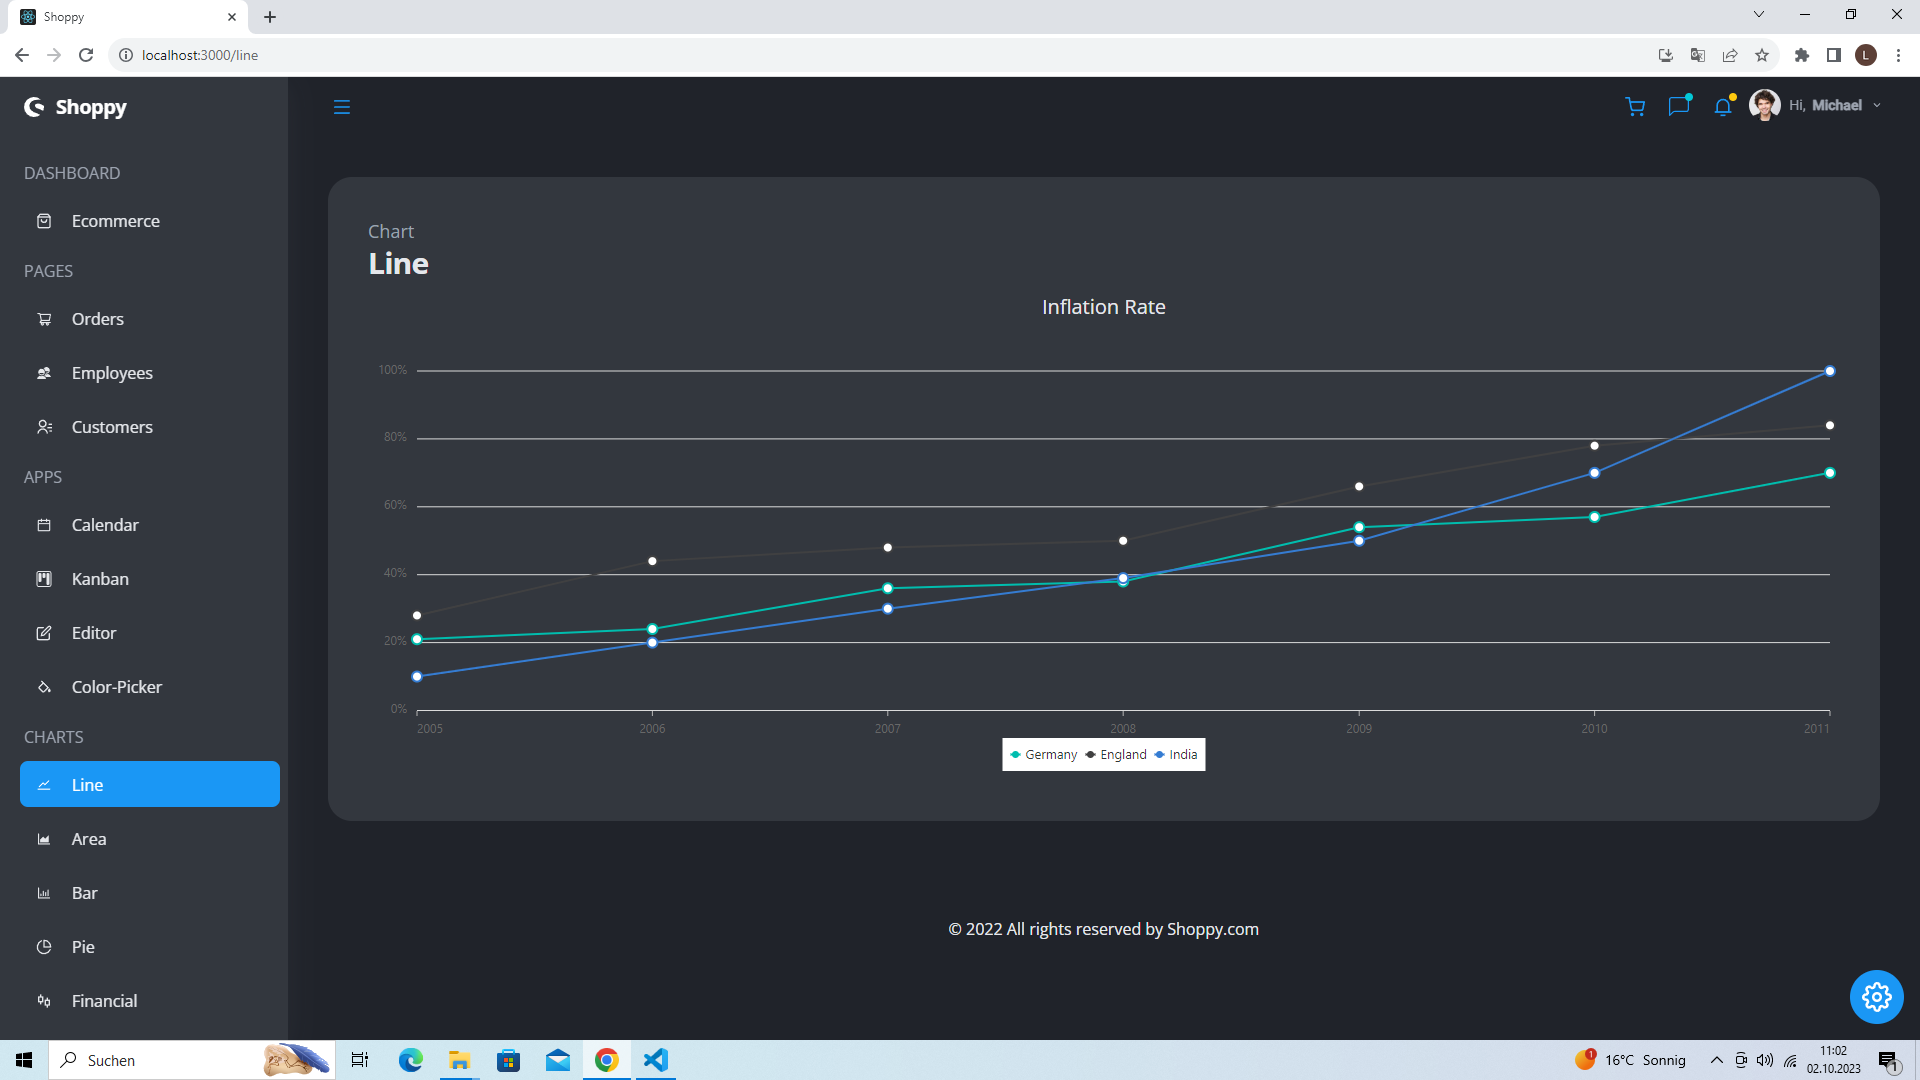 Shoppy
localhost:3000/line
L
Shoppy
Hi, Michael
DASHBOARD
Ecommerce
PAGES
Orders
Employees
Customers
APPS
Calendar
Kanban
Editor
Color-Picker
CHARTS
Line
Area
Bar
Pie
Financial
Chart
Line
Inflation Rate
100%
80%
60%
40%
20%
0%
2005 2006 2007 2008 2009 2010 2011
Germany England India
© 2022 All rights reserved by Shoppy.com
Suchen
1
16°C Sonnig
11:02
02.10.2023
1